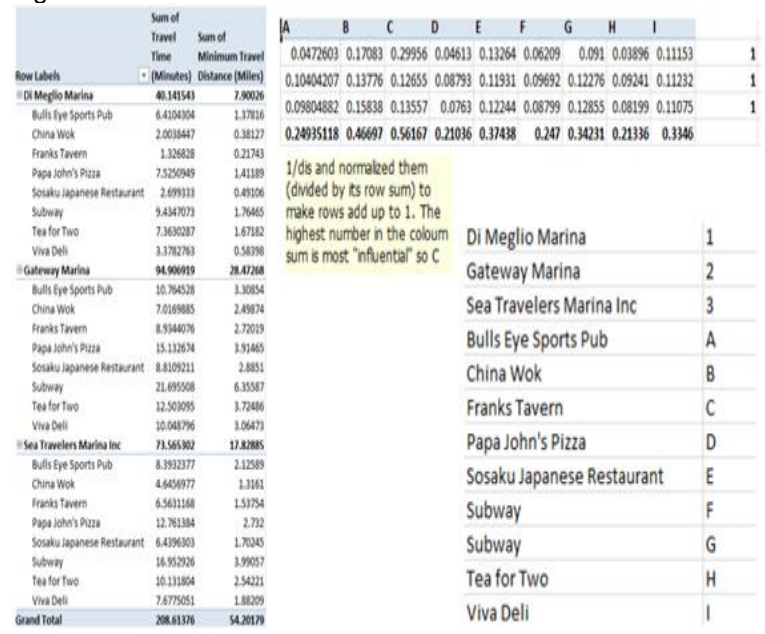 Sum of
Travel Sum of
Time Minimum Travel
Row Labels (Minutes) Distance (Miles)
Di Meglio Marina 40.141543 7.90026
Bulls Eye Sports Pub 6.4104304 1.37816
China Wok 2.0038447 0.38127
Franks Tavern 1.326828 0.21743
Papa John's Pizza 7.5250949 1.41189
Sosaku Japanese Restaurant 2.699333 0.49106
Subway 9.4347073 1.76465
Tea for Two 7.3630287 1.67182
Viva Deli 3.3782763 0.58398
Gateway Marina 94.906919 28.47268
Bulls Eye Sports Pub 10.764528 3.30854
China Wok 7.0169885 2.49874
Franks Tavern 8.9344076 2.72019
Papa John's Pizza 15.132674 3.91465
Sosaku Japanese Restaurant 8.8109211 2.8851
Subway 21.695508 6.35587
Tea for Two 12.503095 3.72486
Viva Deli 10.048796 3.06473
Sea Travelers Marina Inc 73.565302 17.82885
Bulls Eye Sports Pub 8.3932377 2.12589
China Wok 4.6456977 1.3161
Franks Tavern 6.5631168 1.53754
Papa John's Pizza 12.761384 2.732
Sosaku Japanese Restaurant 6.4396303 1.70245
Subway 16.952926 3.99057
Tea for Two 10.131804 2.54221
Viva Deli 7.6775051 1.88209
Grand Total 208.61376 54.20179
A B C D E F G H I
0.0472603 0.17083 0.29956 0.04613 0.13264 0.06209 0.091 0.03896 0.11153 1
0.10404207 0.13776 0.12655 0.08793 0.11931 0.09692 0.12276 0.09241 0.11232 1
0.09804882 0.15838 0.13557 0.0763 0.12244 0.08799 0.12855 0.08199 0.11075 1
0.24935118 0.46697 0.56167 0.21036 0.37438 0.247 0.34231 0.21336 0.3346
1/dis and normalized them
(divided by its row sum) to
make rows add up to 1. The
highest number in the coloum
sum is most "influential" so C
Di Meglio Marina 1
Gateway Marina 2
Sea Travelers Marina Inc 3
Bulls Eye Sports Pub A
China Wok B
Franks Tavern C
Papa John's Pizza D
Sosaku Japanese Restaurant E
Subway F
Subway G
Tea for Two H
Viva Deli I